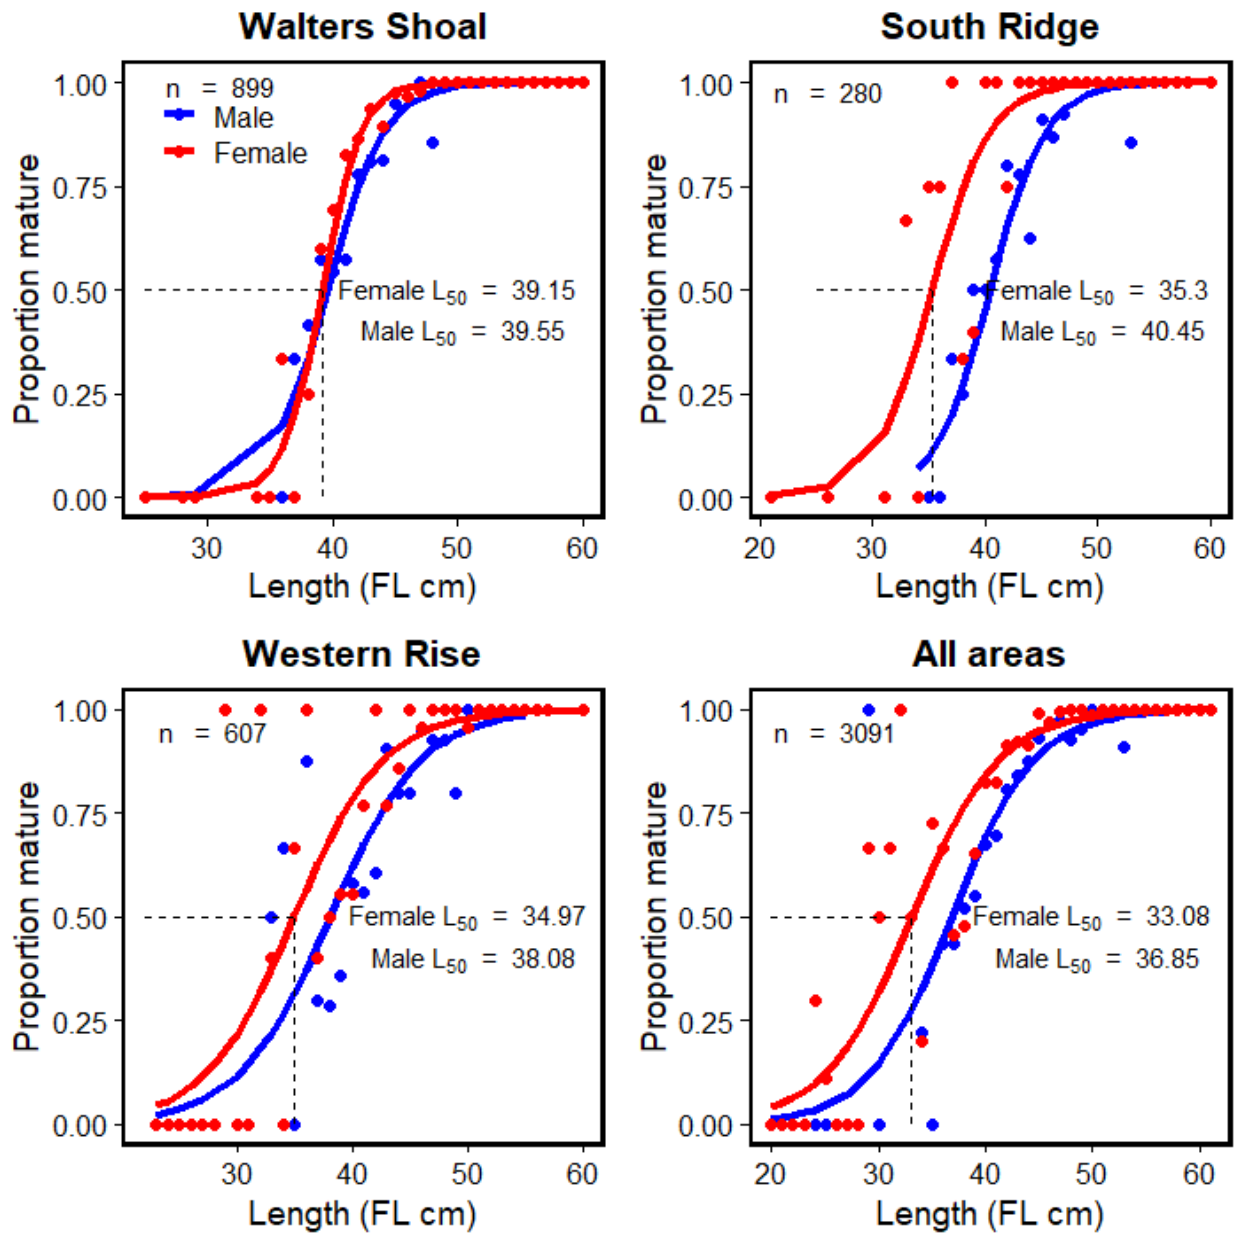 Walters Shoal
South Ridge
Proportion mature
1.00
0.75
0.50
0.25
0.00
n = 899
Male
Female
Female L50 = 39.15
Male L50 = 39.55
30 40 50 60
Length (FL cm)
Proportion mature
1.00
0.75
0.50
0.25
0.00
n = 280
emale L50 = 35.3
Male L50 = 40.45
20 30 40 50 60
Length (FL cm)
Western Rise
All areas
Proportion mature
1.00
0.75
0.50
0.25
0.00
n = 607
Female L50 = 34.97
Male L50 = 38.08
30 40 50 60
Length (FL cm)
Proportion mature
1.00
0.75
0.50
0.25
0.00
n = 3091
Female L50 = 33.08
Male L50 = 36.85
20 30 40 50 60
Length (FL cm)